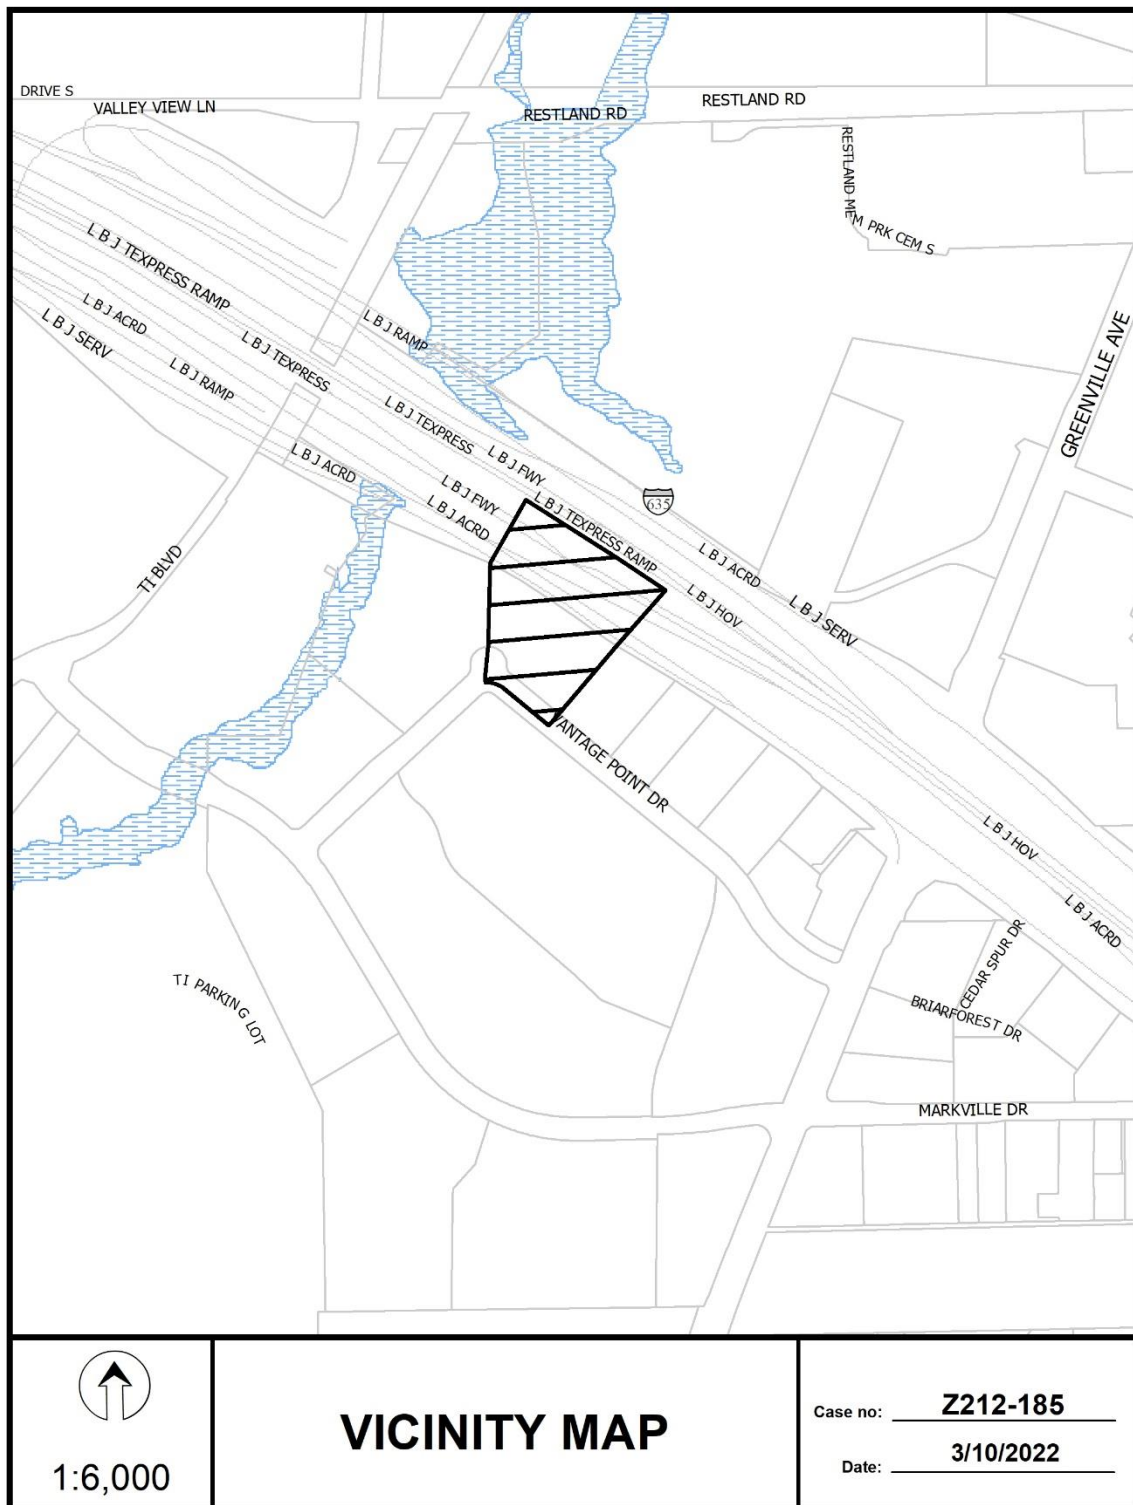 DRIVE S
VALLEY VIEW LN
RESTLAND RD
RESTLAND RD
RESTLAND MEM PRK CEM S
L B J TEXPRESS RAMP
L B J ACRD
L B J SERV
L B J RAMP
L B J TEXPRESS
L B J RAMP
GREENVILLE AVE
L B J TEXPRESS
L B J ACRD
L B J FWY
L B J FWY
L B J ACRD
635
L B J TEXPRESS RAMP
TI BLVD
L B J ACRD
L B J HOV
L B J SERV
VANTAGE POINT DR
L B J HOV
L B J ACRD
CEDAR SPUR DR
BRIARFOREST DR
TI PARKING LOT
MARKVILLE DR
1:6,000
VICINITY MAP
Case no: Z212-185
Date: 3/10/2022